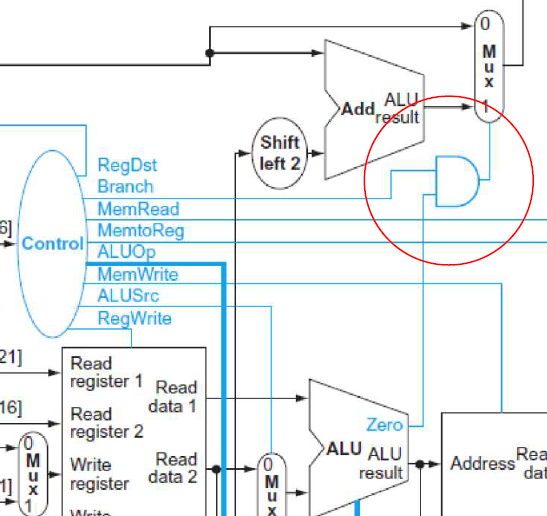 0
M
u
x
1
Add
ALU
result
Shift
left 2
RegDst
Branch
MemRead
MemtoReg
ALUOp
MemWrite
ALUSrc
RegWrite
6]
Control
21]
Read
register 1
Read
data 1
16]
Read
register 2
Zero
ALU
ALU
result
0
M
u
x
1
1]
Write
register
Read
data 2
0
M
u
x
Address
Rea
dat
Write